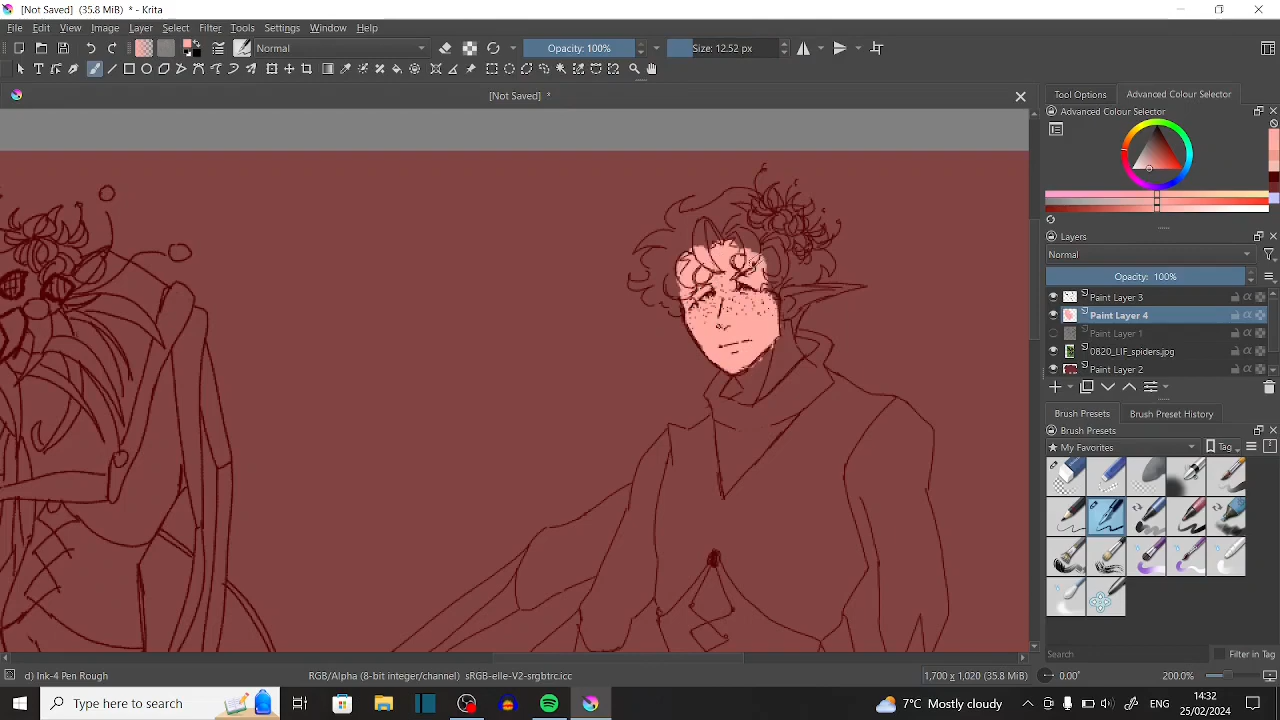 [Not Saved]  (35.8 MiB)  * - Krita
File Edit View Image Layer Select Filter Tools Settings Window Help
Normal Opacity: 100% Size: 12.52 px
[Not Saved]  *
Tool Options Advanced Colour Selector
Advanced Colour Selector
Layers
Normal
Opacity:  100%
Paint Layer 3
Paint Layer 4
Paint Layer 1
0820_LIF_spiders.jpg
Paint Layer 2
Brush Presets Brush Preset History
Brush Presets
My Favorites Tag
Search Filter in Tag
d) Ink-4 Pen Rough RGB/Alpha (8-bit integer/channel)  sRGB-elle-V2-srgbtrc.icc 1,700 x 1,020 (35.8 MiB) 0.00° 200.0%
Type here to search 7°C  Mostly cloudy 14:32
25/02/2024